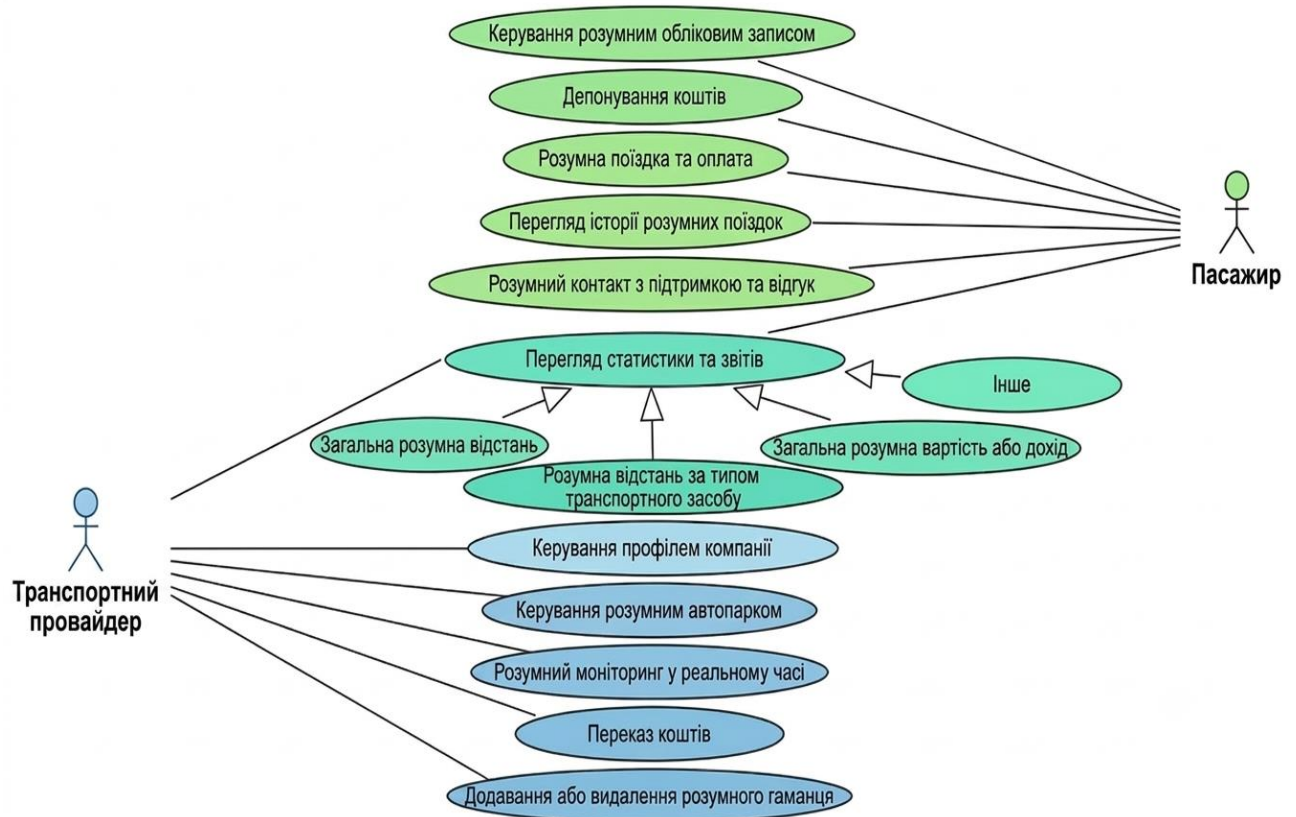 Керування розумним обліковим записом
Депонування коштів
Розумна поїздка та оплата
Перегляд історії розумних поїздок
Пасажир
Розумний контакт з підтримкою та відгук
Перегляд статистики та звітів
Інше
Загальна розумна відстань
Загальна розумна вартість або дохід
Розумна відстань за типом
транспортного засобу
Керування профілем компанії
Транспортний
провайдер
Керування розумним автопарком
Розумний моніторинг у реальному часі
Переказ коштів
Додавання або видалення розумного гаманця